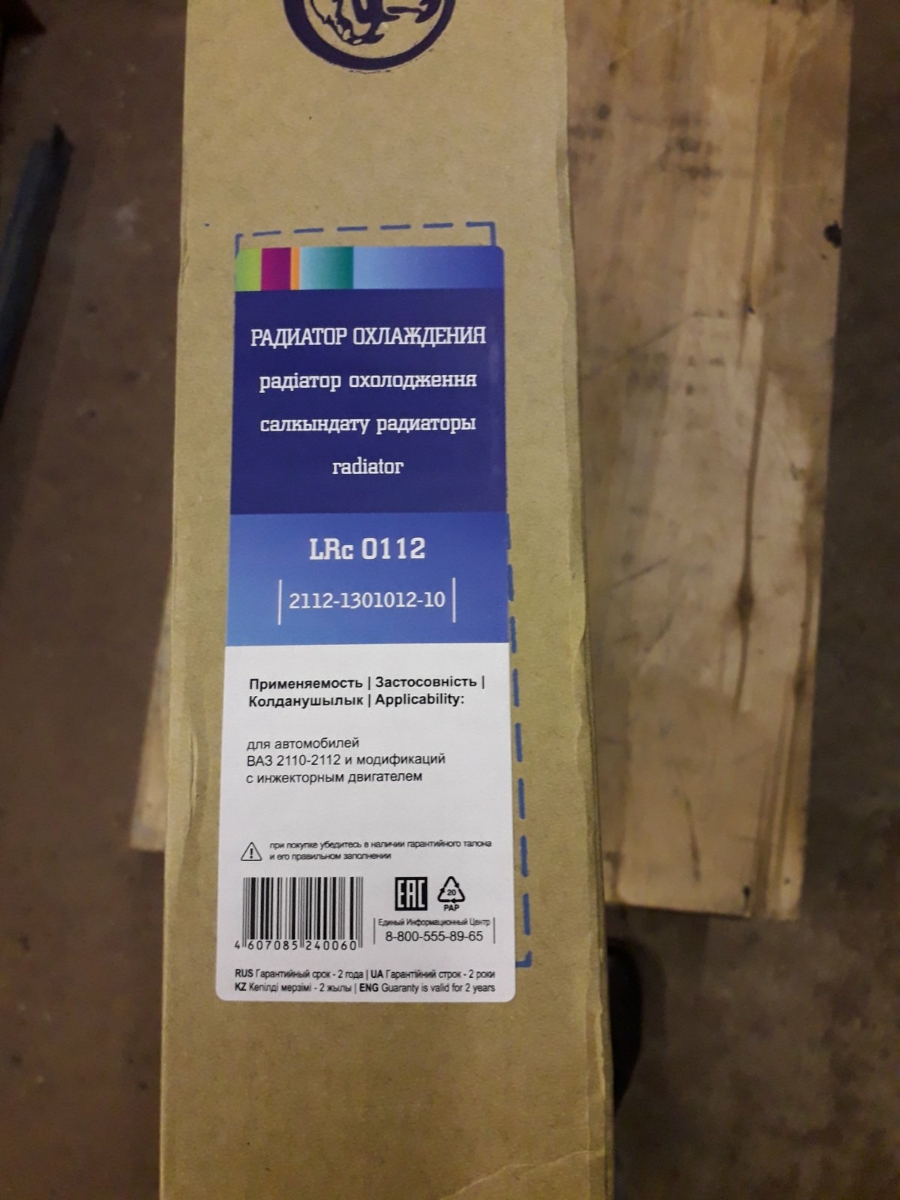 РАДИАТОР ОХЛАЖДЕНИЯ
радіатор охолодження
салкындату радиаторы
radiator
LRc 0112
2112-1301012-10
Применяемость | Застосовність |
Колданушылык | Applicability:
для автомобилей
ВАЗ 2110-2112 и модификаций
с инжекторным двигателем
при покупке убедитесь в наличии гарантийного талона
и его правильном заполнении
EAC
20
PAP
Единый Информационный Центр
8-800-555-89-65
4 607085 240060
RUS Гарантийный срок - 2 года | UA Гарантійний строк - 2 роки
KZ Кепілді мерзімі - 2 жылы | ENG Guaranty is valid for 2 years